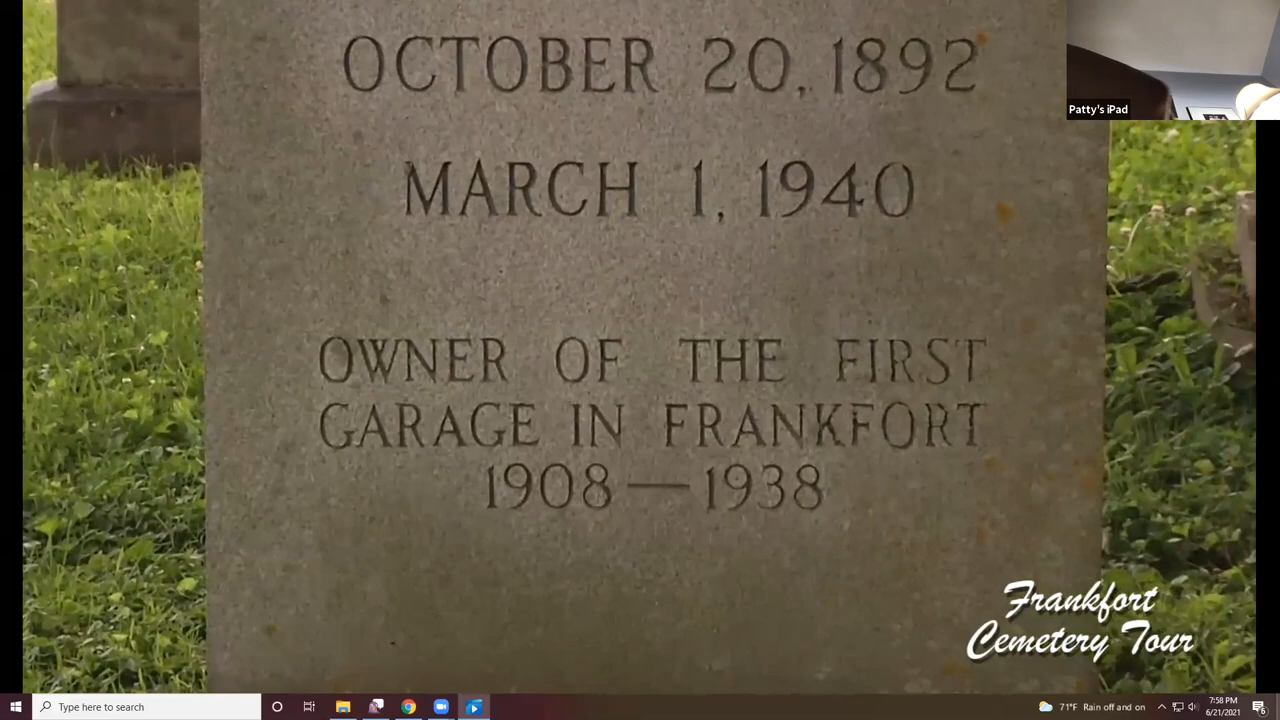 OCTOBER 20, 1892
MARCH 1, 1940
OWNER OF THE FIRST
GARAGE IN FRANKFORT
1908—1938
Patty's iPad
Frankfort
Cemetery Tour
Type here to search
71°F Rain off and on
7:58 PM
6/21/2021
6